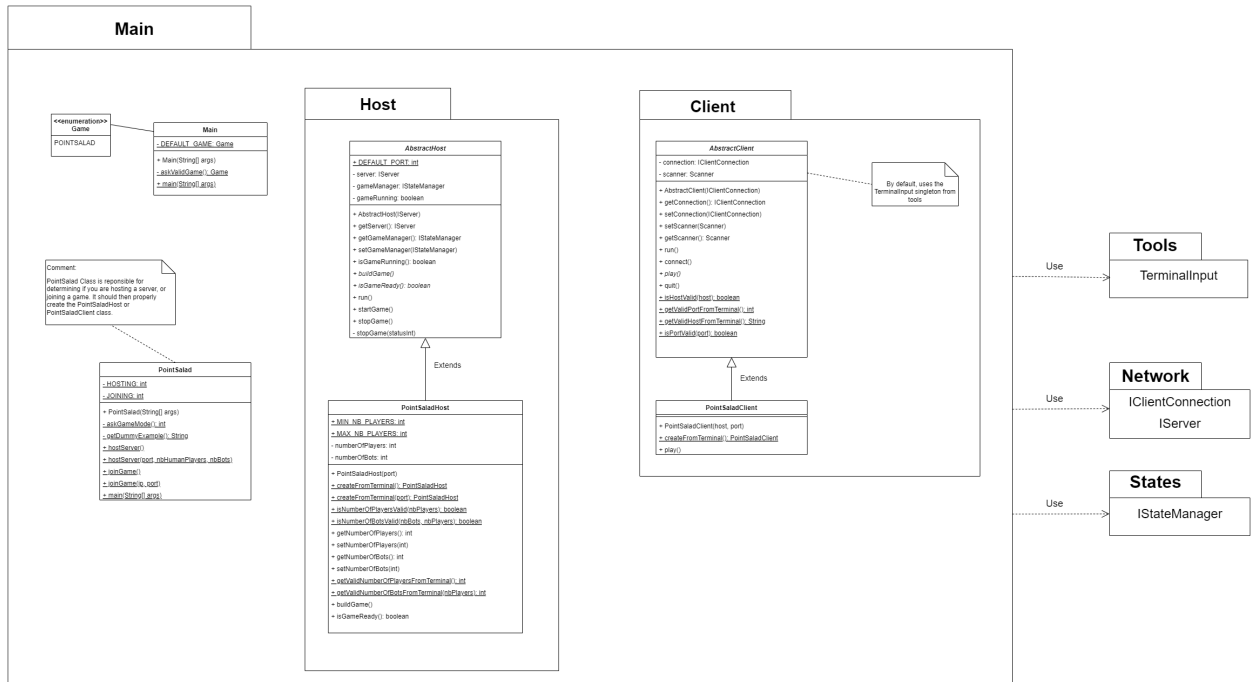 Main
<<enumeration>>
Game
POINTSALAD
Main
- DEFAULT_GAME: Game
+ Main(String[] args)
- askValidGame(): Game
+ main(String[] args)
Comment:
PointSalad Class is reponsible for
determining if you are hosting a server, or
joining a game. It should then properly
create the PointSaladHost or
PointSaladClient class.
PointSalad
- HOSTING: int
- JOINING: int
+ PointSalad(String[] args)
- askGameMode(): int
- getDummyExample(): String
+ hostServer()
+ hostServer(port, nbHumanPlayers, nbBots)
+ joinGame()
+ joinGame(ip, port)
+ main(String[] args)
Host
AbstractHost
+ DEFAULT_PORT: int
- server: IServer
- gameManager: IStateManager
- gameRunning: boolean
+ AbstractHost(IServer)
+ getServer(): IServer
+ getGameManager(): IStateManager
+ setGameManager(IStateManager)
+ isGameRunning(): boolean
+ buildGame()
+ isGameReady(): boolean
+ run()
+ startGame()
+ stopGame()
- stopGame(statusInt)
Extends
PointSaladHost
+ MIN_NB_PLAYERS: int
+ MAX_NB_PLAYERS: int
- numberOfPlayers: int
- numberOfBots: int
+ PointSaladHost(port)
+ createFromTerminal(): PointSaladHost
+ createFromTerminal(port): PointSaladHost
+ isNumberOfPlayersValid(nbPlayers): boolean
+ isNumberOfBotsValid(nbBots, nbPlayers): boolean
+ getNumberOfPlayers(): int
+ setNumberOfPlayers(int)
+ getNumberOfBots(): int
+ setNumberOfBots(int)
+ getValidNumberOfPlayersFromTerminal(): int
+ getValidNumberOfBotsFromTerminal(nbPlayers): int
+ buildGame()
+ isGameReady(): boolean
Client
AbstractClient
- connection: IClientConnection
- scanner: Scanner
+ AbstractClient(IClientConnection)
+ getConnection(): IClientConnection
+ setConnection(IClientConnection)
+ setScanner(Scanner)
+ getScanner(): Scanner
+ run()
+ connect()
+ play()
+ quit()
+ isHostValid(host): boolean
+ getValidPortFromTerminal(): int
+ getValidHostFromTerminal(): String
+ isPortValid(port): boolean
By default, uses the
TerminalInput singleton from
tools
Extends
PointSaladClient
+ PointSaladClient(host, port)
+ createFromTerminal(): PointSaladClient
+ play()
Use
Tools
TerminalInput
Use
Network
IClientConnection
IServer
Use
States
IStateManager